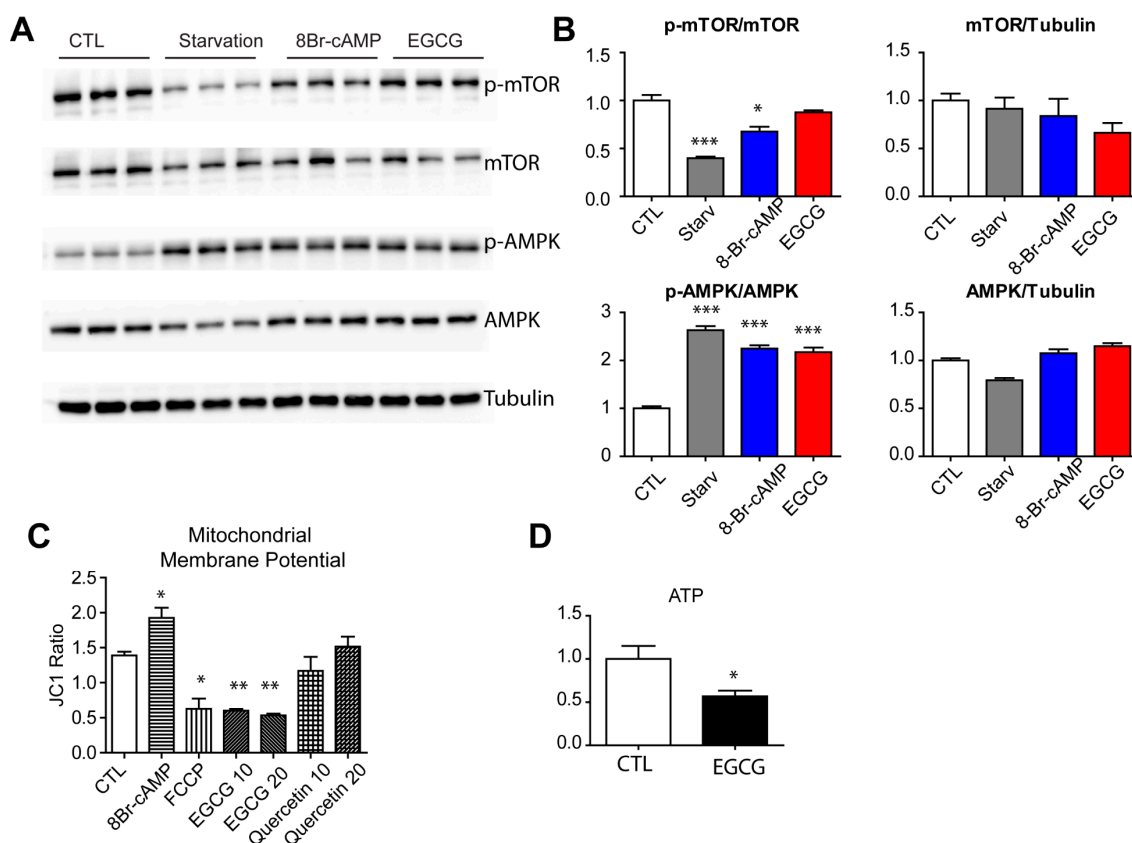 A
CTL Starvation 8Br-cAMP EGCG
p-mTOR
mTOR
p-AMPK
AMPK
Tubulin
B
p-mTOR/mTOR
1.0
0.5
0.0
***
*
CTL
Starv
8-Br-cAMP
EGCG
mTOR/Tubulin
1.5
1.0
0.5
0.0
CTL
Starv
8-Br-cAMP
EGCG
p-AMPK/AMPK
3
2
1
0
***
***
***
CTL
Starv
8-Br-cAMP
EGCG
AMPK/Tubulin
1.5
1.0
0.5
0.0
CTL
Starv
8-Br-cAMP
EGCG
C
Mitochondrial
Membrane Potential
JC1 Ratio
2.5
2.0
1.5
1.0
0.5
0.0
*
*
**
**
CTL
8Br-cAMP
FCCP
EGCG 10
EGCG 20
Quercetin 10
Quercetin 20
D
ATP
1.5
1.0
0.5
0.0
*
CTL
EGCG